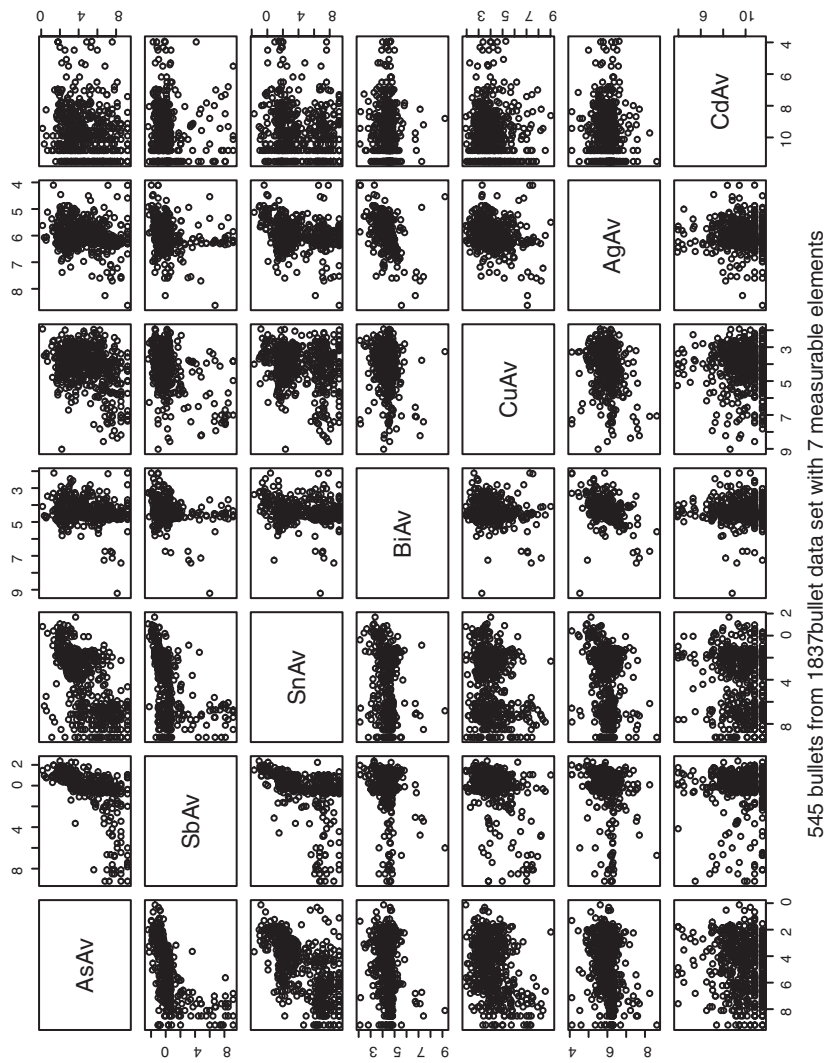 8 4 0 2 9 7 5 3 8 7 6 5 4
AsAv
0 4 8
0 4 8
SbAv
SnAv
0 4 8
3 5 7 9
BiAv
CuAv
3 5 7 9
4 6 8
AgAv
CdAv
6 10
8 6 4 2 0 8 4 0 2 9 7 5 3 10 8 6 4
545 bullets from 1837bullet data set with 7 measurable elements